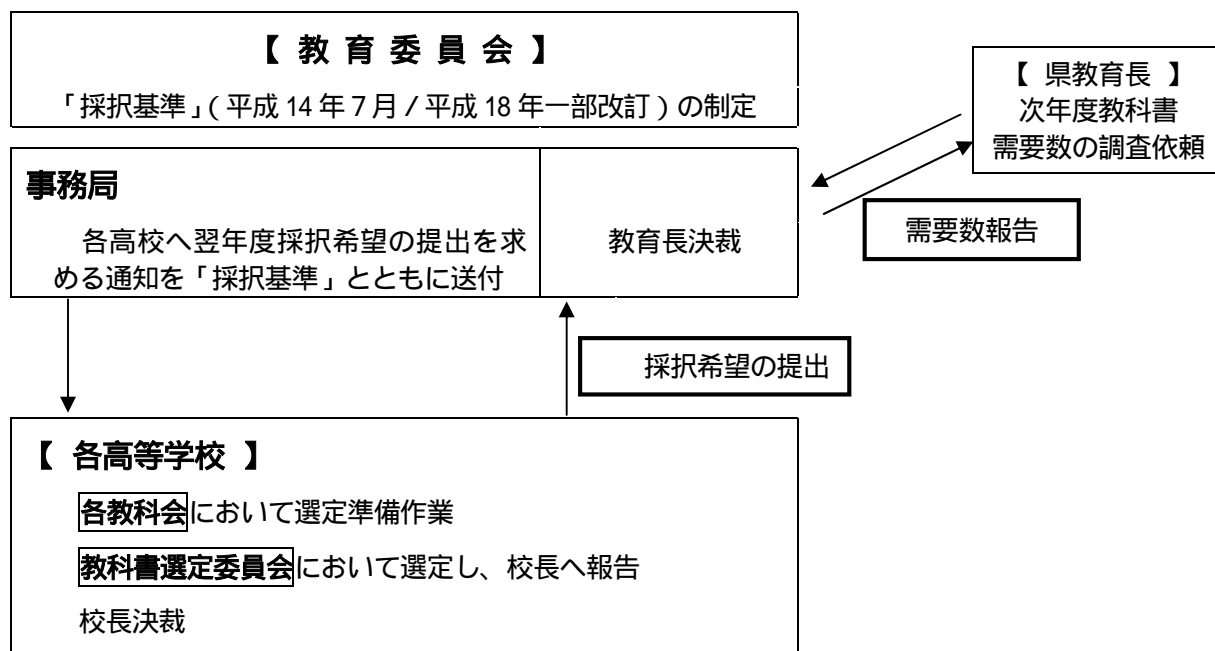 【 教 育 委 員 会 】
「採択基準」（平成 14 年７月 / 平成 18 年一部改訂）の制定
【 県教育長 】
次年度教科書
需要数の調査依頼
事務局
各高校へ翌年度採択希望の提出を求
める通知を「採択基準」とともに送付
教育長決裁
需要数報告
採択希望の提出
【 各高等学校 】
各教科会において選定準備作業
教科書選定委員会において選定し、校長へ報告
校長決裁